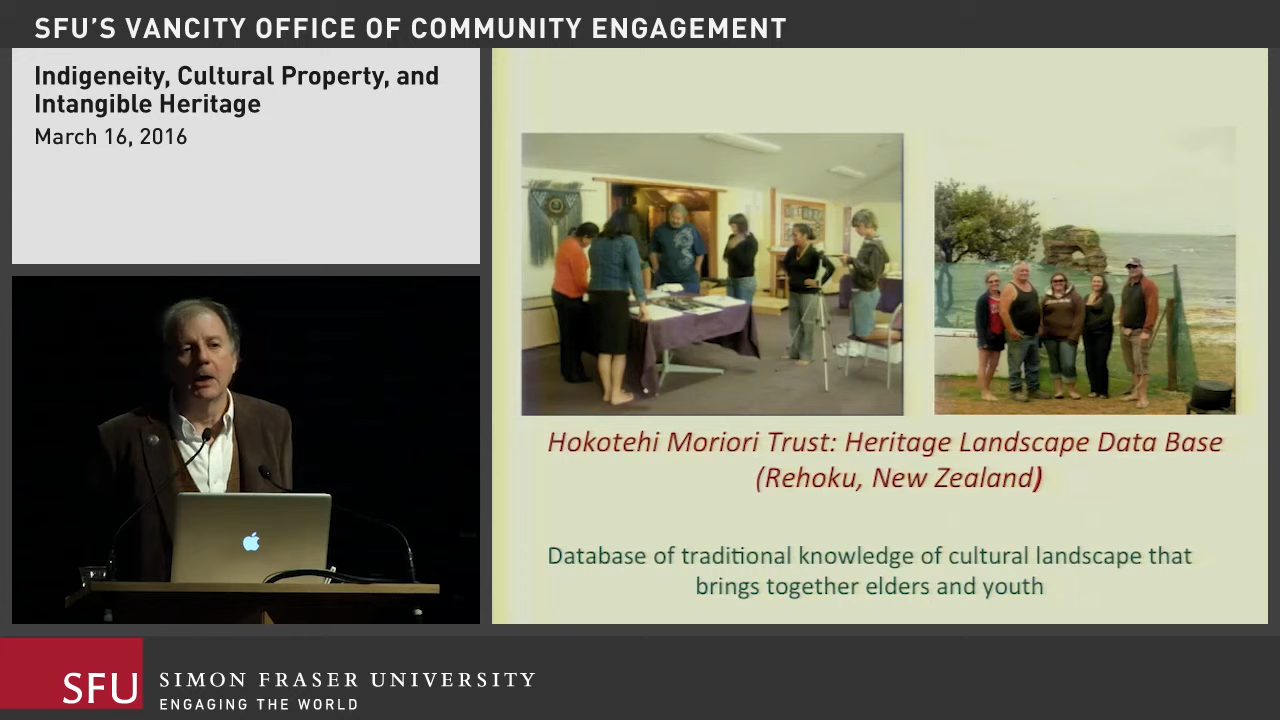 SFU'S VANCITY OFFICE OF COMMUNITY ENGAGEMENT
Indigeneity, Cultural Property, and
Intangible Heritage
March 16, 2016
Hokotehi Moriori Trust: Heritage Landscape Data Base
(Rehoku, New Zealand)
Database of traditional knowledge of cultural landscape that
brings together elders and youth
SFU
SIMON FRASER UNIVERSITY
ENGAGING THE WORLD